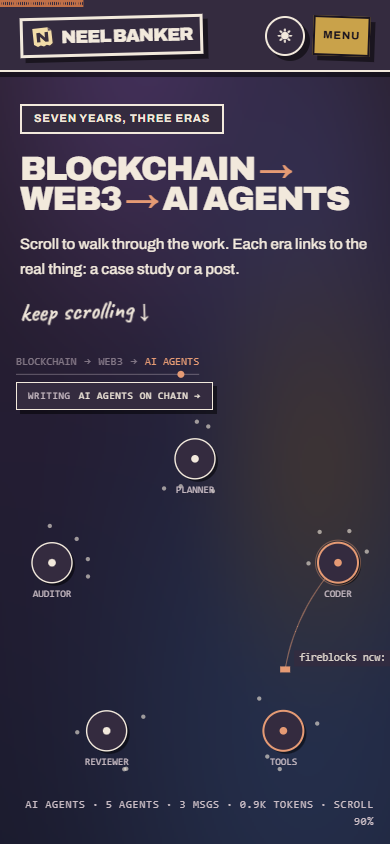 NEEL BANKER
MENU
SEVEN YEARS, THREE ERAS
BLOCKCHAIN →
WEB3 → AI AGENTS
Scroll to walk through the work. Each era links to the
real thing: a case study or a post.
keep scrolling ↓
BLOCKCHAIN → WEB3 → AI AGENTS
WRITING AI AGENTS ON CHAIN →
PLANNER
AUDITOR
CODER
fireblocks ncw:
REVIEWER
TOOLS
AI AGENTS · 5 AGENTS · 3 MSGS · 0.9K TOKENS · SCROLL
90%